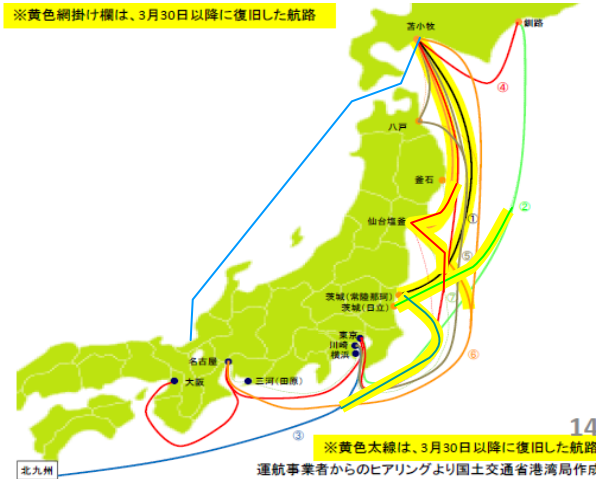 ※黄色網掛け欄は、3月30日以降に復旧した航路
苫小牧
釧路
④
八戸
釜石
仙台塩釜
①
②
⑤
茨城(常陸那珂)
⑦
茨城(日立)
東京
川崎
横浜
⑥
名古屋
大阪
三河(田原)
③
14
※黄色太線は、3月30日以降に復旧した航路
北九州
運航事業者からのヒアリングより国土交通省港湾局作成